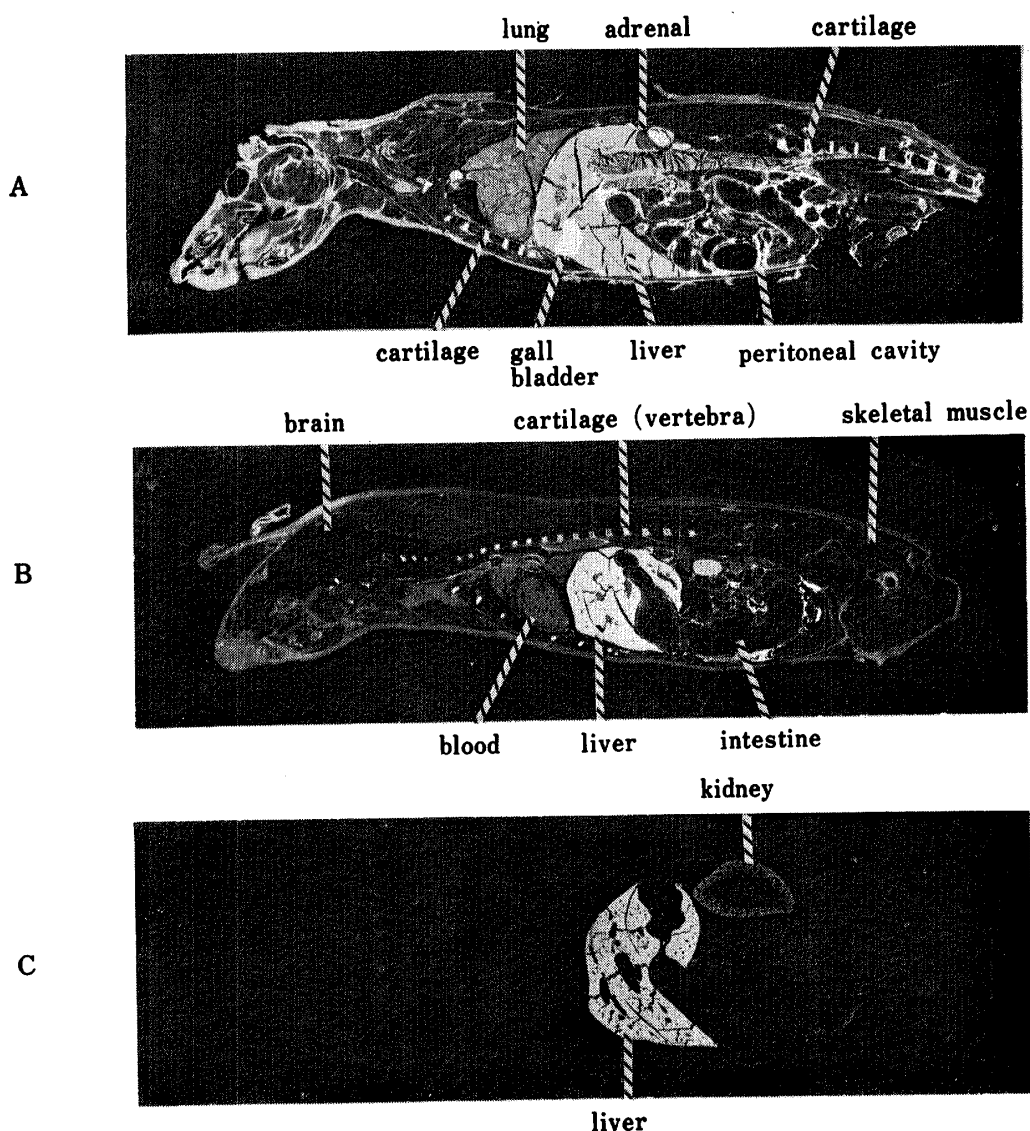 lung adrenal cartilage
A
cartilage gall bladder liver peritoneal cavity
brain cartilage (vertebra) skeletal muscle
B
blood liver intestine
kidney
C
liver